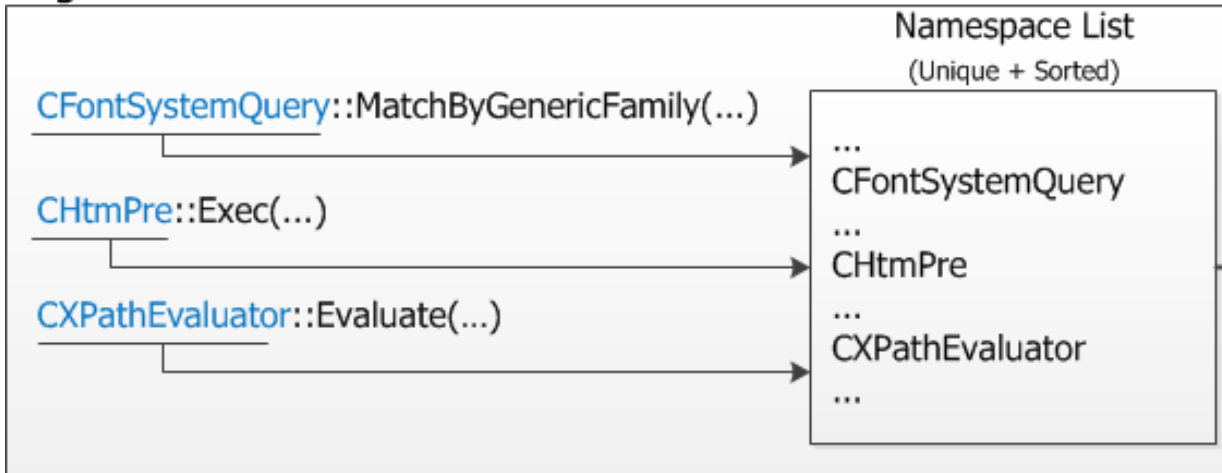 Namespace List
(Unique + Sorted)
CFontSystemQuery::MatchByGenericFamily(...)
CHtmPre::Exec(...)
CXPathEvaluator::Evaluate(...)
...
CFontSystemQuery
...
CHtmPre
...
CXPathEvaluator
...